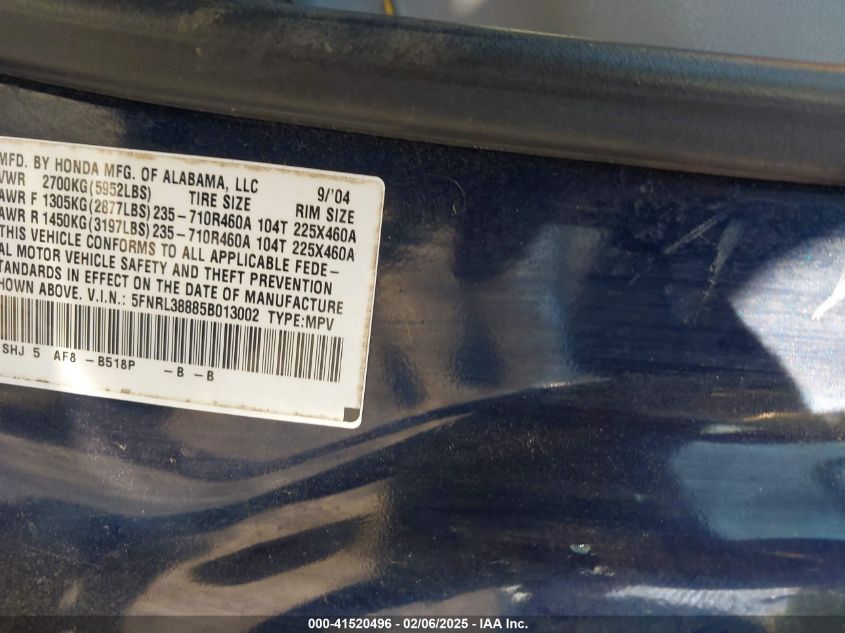 MFD. BY HONDA MFG. OF ALABAMA, LLC 9/'04
VWR 2700KG(5952LBS) TIRE SIZE RIM SIZE
AWR F 1305KG(2877LBS) 235-710R460A 104T 225X460A
AWR R 1450KG(3197LBS) 235-710R460A 104T 225X460A
THIS VEHICLE CONFORMS TO ALL APPLICABLE FEDE-
AL MOTOR VEHICLE SAFETY AND THEFT PREVENTION
STANDARDS IN EFFECT ON THE DATE OF MANUFACTURE
SHOWN ABOVE. V.I.N.: 5FNRL38885B013002 TYPE:MPV
SHJ 5 AF8 -B518P -B -B
000-41520496 - 02/06/2025 - IAA Inc.